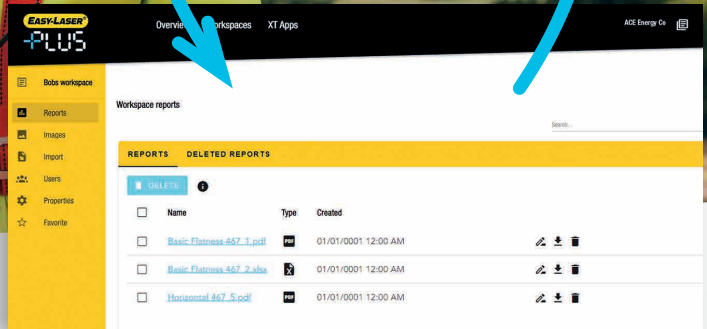 EASY-LASER®
PLUS
Overvie orkspaces XT Apps
ACE Energy Co
Bobs workspace
Reports
Images
Import
Users
Properties
Favorite
Workspace reports
Search...
REPORTS DELETED REPORTS
DELETE
Name Type Created
Basic Flatness 467_1.pdf PDF 01/01/0001 12:00 AM
Basic Flatness 467_2.xlsx X 01/01/0001 12:00 AM
Horizontal 467_5.pdf PDF 01/01/0001 12:00 AM